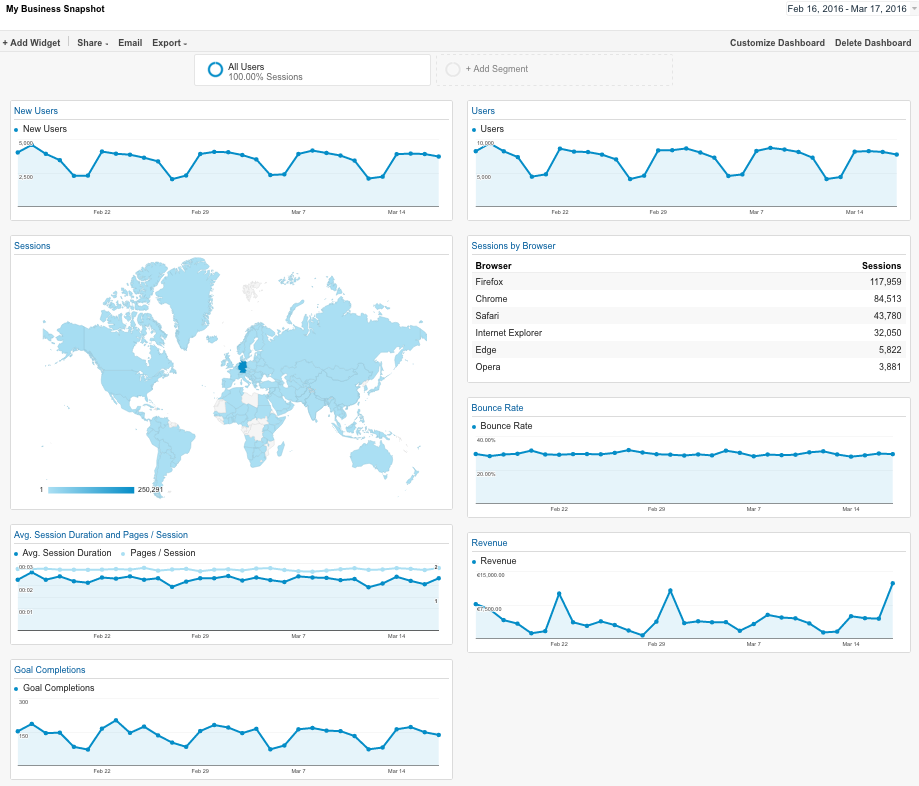 My Business Snapshot
Feb 16, 2016 - Mar 17, 2016
+ Add Widget Share Email Export
Customize Dashboard Delete Dashboard
All Users
100.00% Sessions
+ Add Segment
New Users
New Users
5,000
2,500
Feb 22 Feb 29 Mar 7 Mar 14
Users
Users
10,000
5,000
Feb 22 Feb 29 Mar 7 Mar 14
Sessions
1 250,291
Sessions by Browser
Browser Sessions
Firefox 117,959
Chrome 84,513
Safari 43,780
Internet Explorer 32,050
Edge 5,822
Opera 3,881
Bounce Rate
Bounce Rate
40.00%
20.00%
Feb 22 Feb 29 Mar 7 Mar 14
Avg. Session Duration and Pages / Session
Avg. Session Duration Pages / Session
00:03 2
00:02
1
00:01
Feb 22 Feb 29 Mar 7 Mar 14
Revenue
Revenue
€15,000.00
€7,500.00
Feb 22 Feb 29 Mar 7 Mar 14
Goal Completions
Goal Completions
300
150
Feb 22 Feb 29 Mar 7 Mar 14